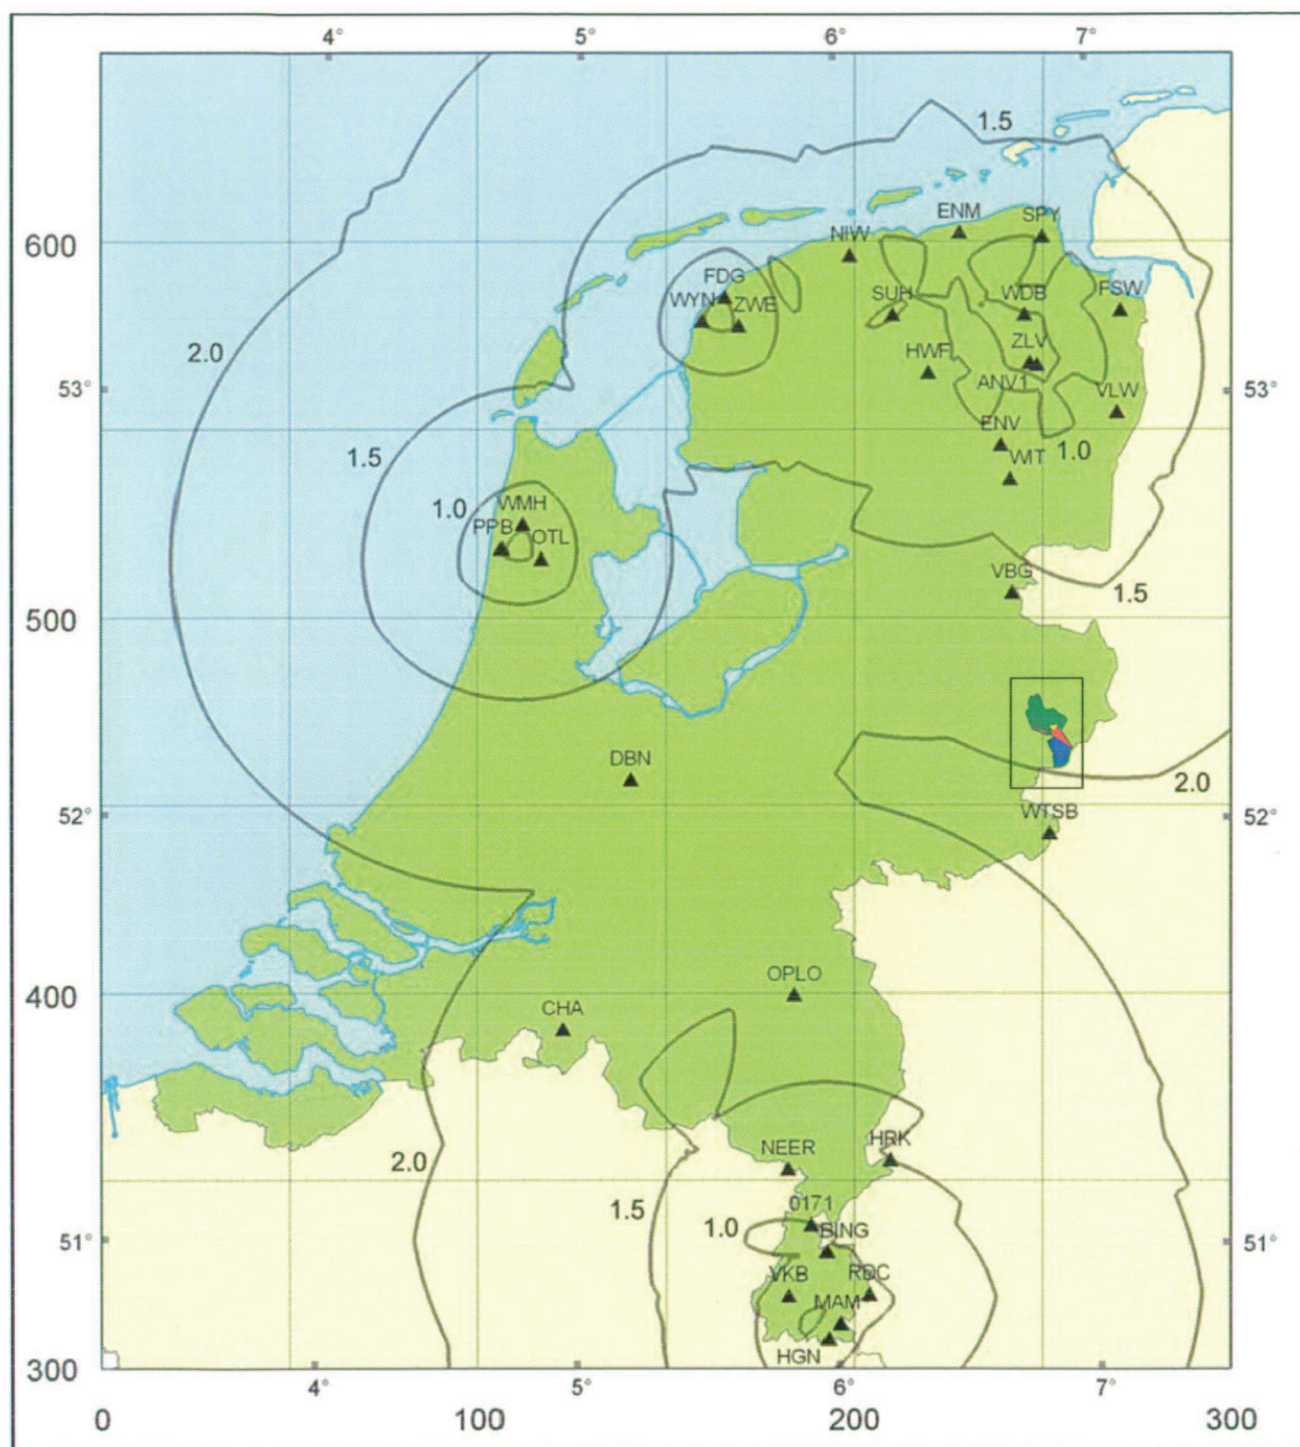 4° 5° 6° 7°
1.5
ENM SPY
600
NIW
FDG
WYN ZWE SUH WDB FSW
2.0
HWF ZLV
53° ANV1 VLW 53°
ENV
1.5 WIT 1.0
1.0 WMH
PPB OTL
VBG
1.5
500
DBN
2.0
52° WTSB 52°
OPLO
400
CHA
NEER HRK
2.0
0171
1.5 1.0 BING
51° 51°
VKB RDC
MAM
HGN
300
4° 5° 6° 7°
0 100 200 300